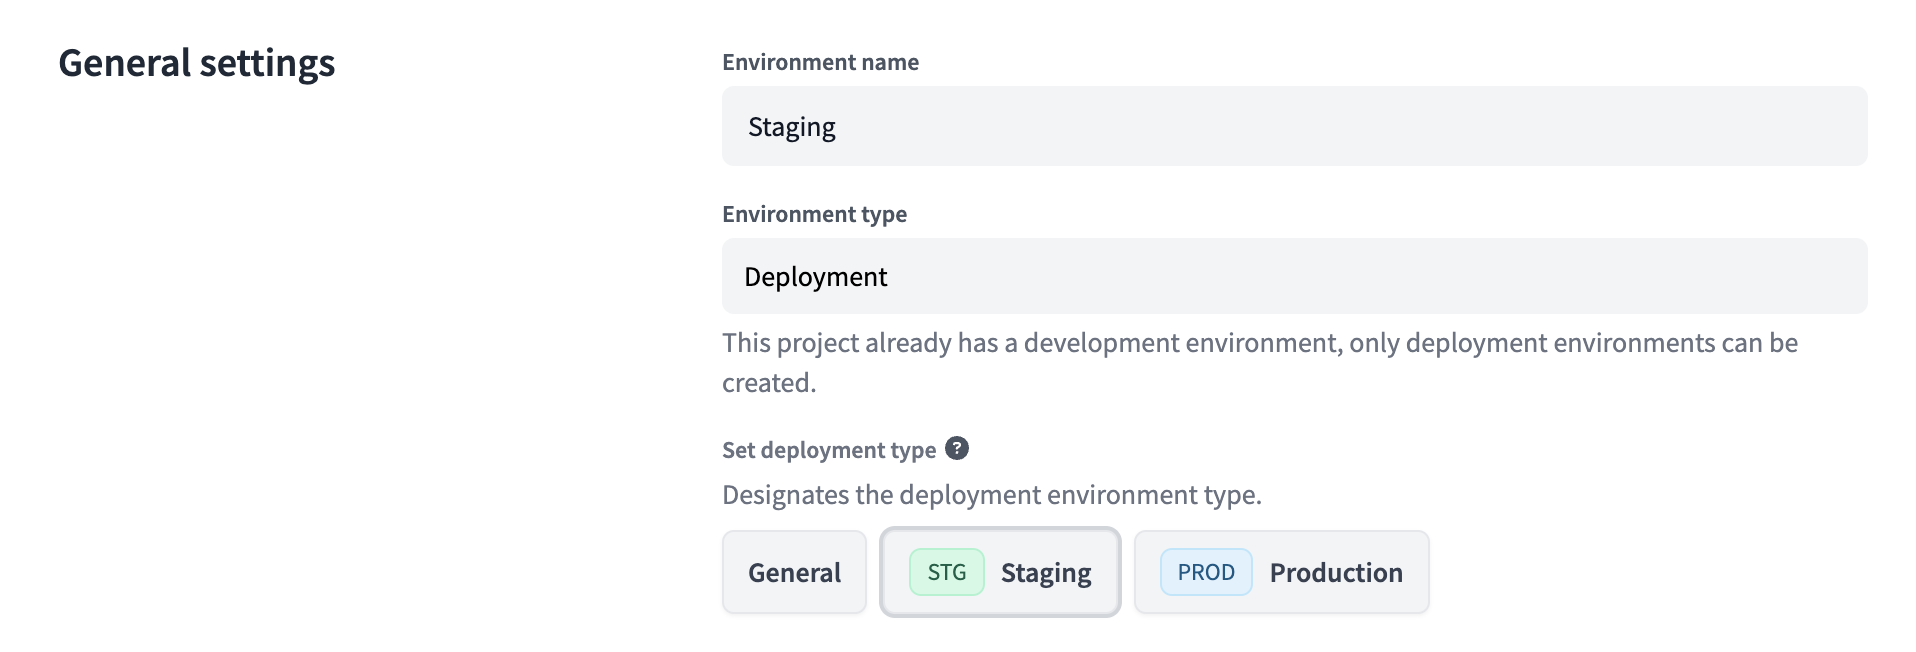 General settings
Environment name
Staging
Environment type
Deployment
This project already has a development environment, only deployment environments can be
created.
Set deployment type ?
Designates the deployment environment type.
General STG Staging PROD Production